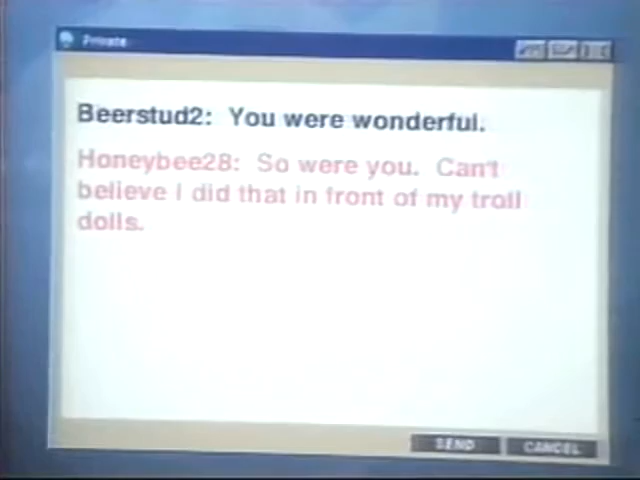 Private
Beerstud2: You were wonderful.
Honeybee28: So were you. Can't
believe I did that in front of my troll
dolls.
SEND CANCEL